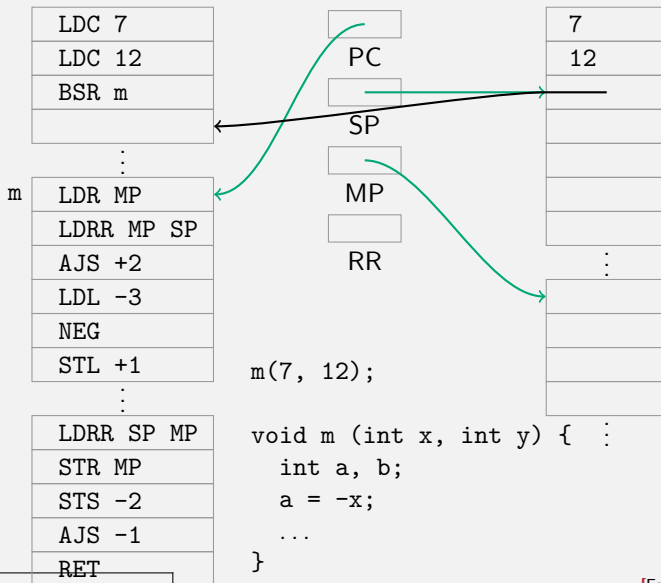 LDC 7
LDC 12
BSR m
⋮
m LDR MP
LDRR MP SP
AJS +2
LDL -3
NEG
STL +1
⋮
LDRR SP MP
STR MP
STS -2
AJS -1
RET
PC
SP
MP
RR
m(7, 12);
void m (int x, int y) {
int a, b;
a = -x;
...
}
7
12
⋮
⋮